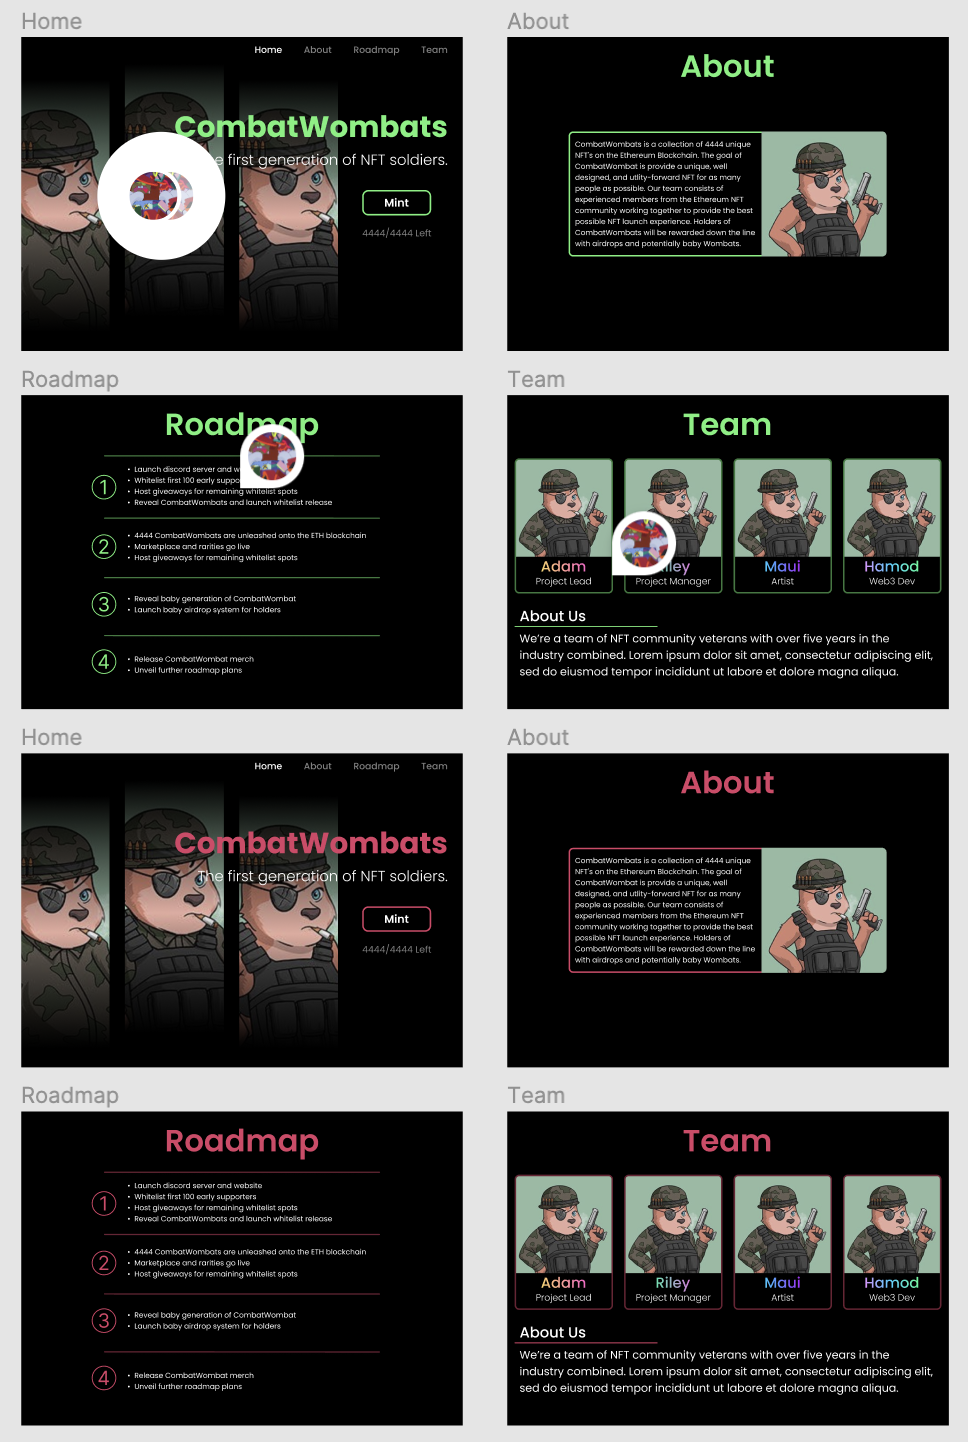 Home
Home About Roadmap Team
CombatWombats
e first generation of NFT soldiers.
Mint
4444/4444 Left
About
About
CombatWombats is a collection of 4444 unique
NFT's on the Ethereum Blockchain. The goal of
CombatWombat is provide a unique, well
designed, and utlity-forward NFT for as many
people as possible. Our team consists of
experienced members from the Ethereum NFT
community working together to provide the best
possible NFT launch experience. Holders of
CombatWombats will be rewarded down the line
with airdrops and potentially baby Wombats.
Roadmap
Roadmap
1
• Launch discord server and w
• Whitelist first 100 early suppo
• Host giveaways for remaining whitelist spots
• Reveal CombatWombats and launch whitelist release
2
• 4444 CombatWombats are unleashed onto the ETH blockchain
• Marketplace and rarities go live
• Host giveaways for remaining whitelist spots
3
• Reveal baby generation of CombatWombat
• Launch baby airdrop system for holders
4
• Release CombatWombat merch
• Unveil further roadmap plans
Team
Team
Adam
Project Lead
iley
Project Manager
Maui
Artist
Hamod
Web3 Dev
About Us
We're a team of NFT community veterans with over five years in the
industry combined. Lorem ipsum dolor sit amet, consectetur adipiscing elit,
sed do eiusmod tempor incididunt ut labore et dolore magna aliqua.
Home
Home About Roadmap Team
CombatWombats
The first generation of NFT soldiers.
Mint
4444/4444 Left
About
About
CombatWombats is a collection of 4444 unique
NFT's on the Ethereum Blockchain. The goal of
CombatWombat is provide a unique, well
designed, and utlity-forward NFT for as many
people as possible. Our team consists of
experienced members from the Ethereum NFT
community working together to provide the best
possible NFT launch experience. Holders of
CombatWombats will be rewarded down the line
with airdrops and potentially baby Wombats.
Roadmap
Roadmap
1
• Launch discord server and website
• Whitelist first 100 early supporters
• Host giveaways for remaining whitelist spots
• Reveal CombatWombats and launch whitelist release
2
• 4444 CombatWombats are unleashed onto the ETH blockchain
• Marketplace and rarities go live
• Host giveaways for remaining whitelist spots
3
• Reveal baby generation of CombatWombat
• Launch baby airdrop system for holders
4
• Release CombatWombat merch
• Unveil further roadmap plans
Team
Team
Adam
Project Lead
Riley
Project Manager
Maui
Artist
Hamod
Web3 Dev
About Us
We're a team of NFT community veterans with over five years in the
industry combined. Lorem ipsum dolor sit amet, consectetur adipiscing elit,
sed do eiusmod tempor incididunt ut labore et dolore magna aliqua.